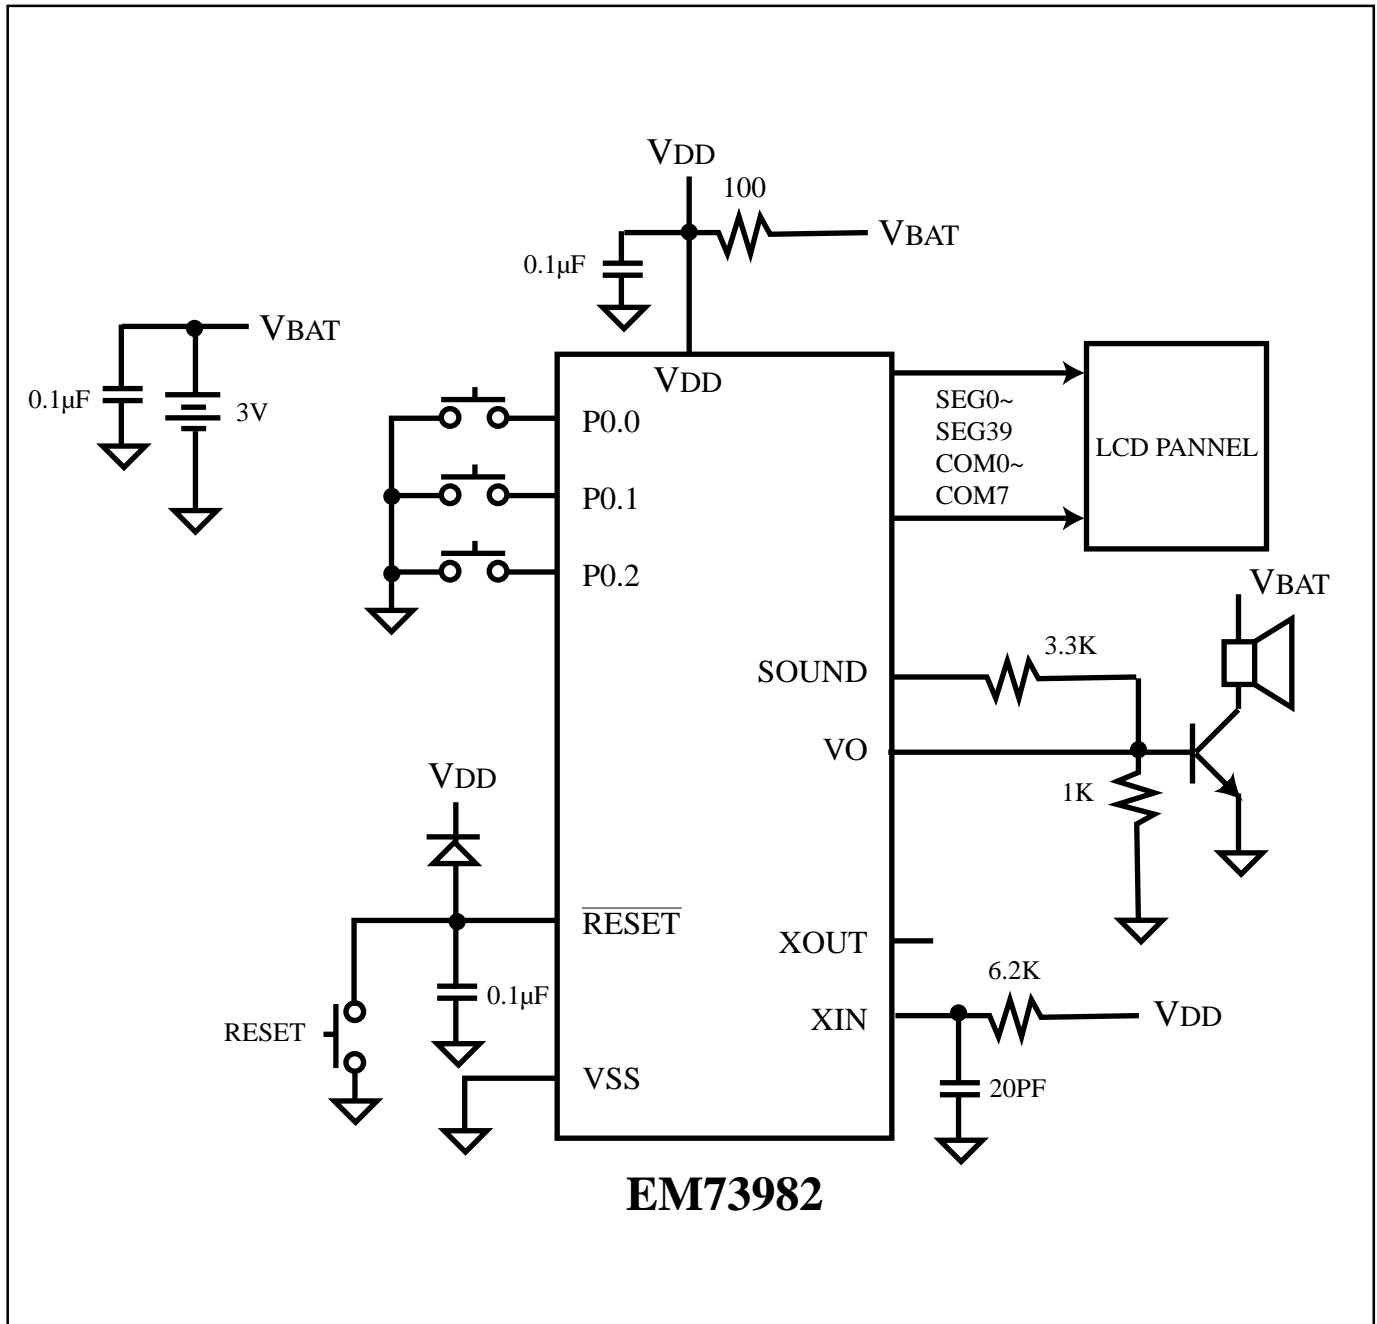 VDD
100
VBAT
0.1µF
VBAT
0.1µF
3V
VDD
P0.0
P0.1
P0.2
SEG0~
SEG39
COM0~
COM7
LCD PANNEL
VBAT
3.3K
SOUND
VO
1K
VDD
RESET
0.1µF
RESET
VSS
XOUT
6.2K
XIN
VDD
20PF
EM73982